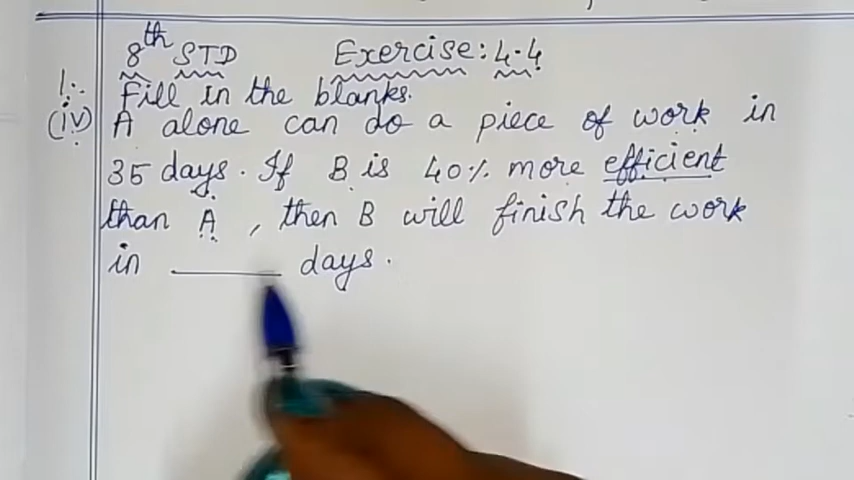 8th STD Exercise: 4.4
1. Fill in the blanks.
(iv) A alone can do a piece of work in
35 days. If B is 40% more efficient
than A, then B will finish the work
in ______ days.